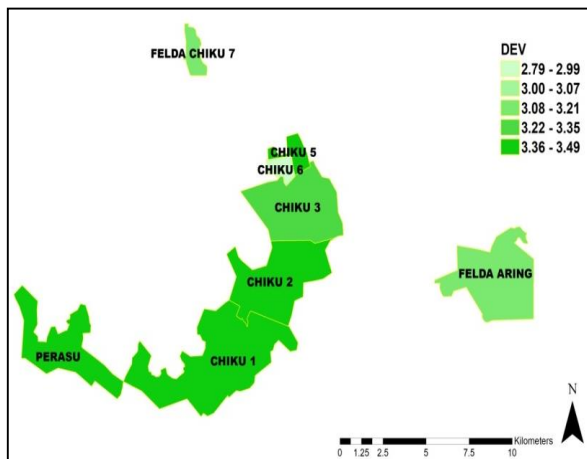 FELDA CHIKU 7
DEV
2.79 - 2.99
3.00 - 3.07
3.08 - 3.21
3.22 - 3.35
3.36 - 3.49
CHIKU 5
CHIKU 6
CHIKU 3
CHIKU 2
FELDA ARING
PERASU
CHIKU 1
N
Kilometers
0 1.25 2.5 5 7.5 10